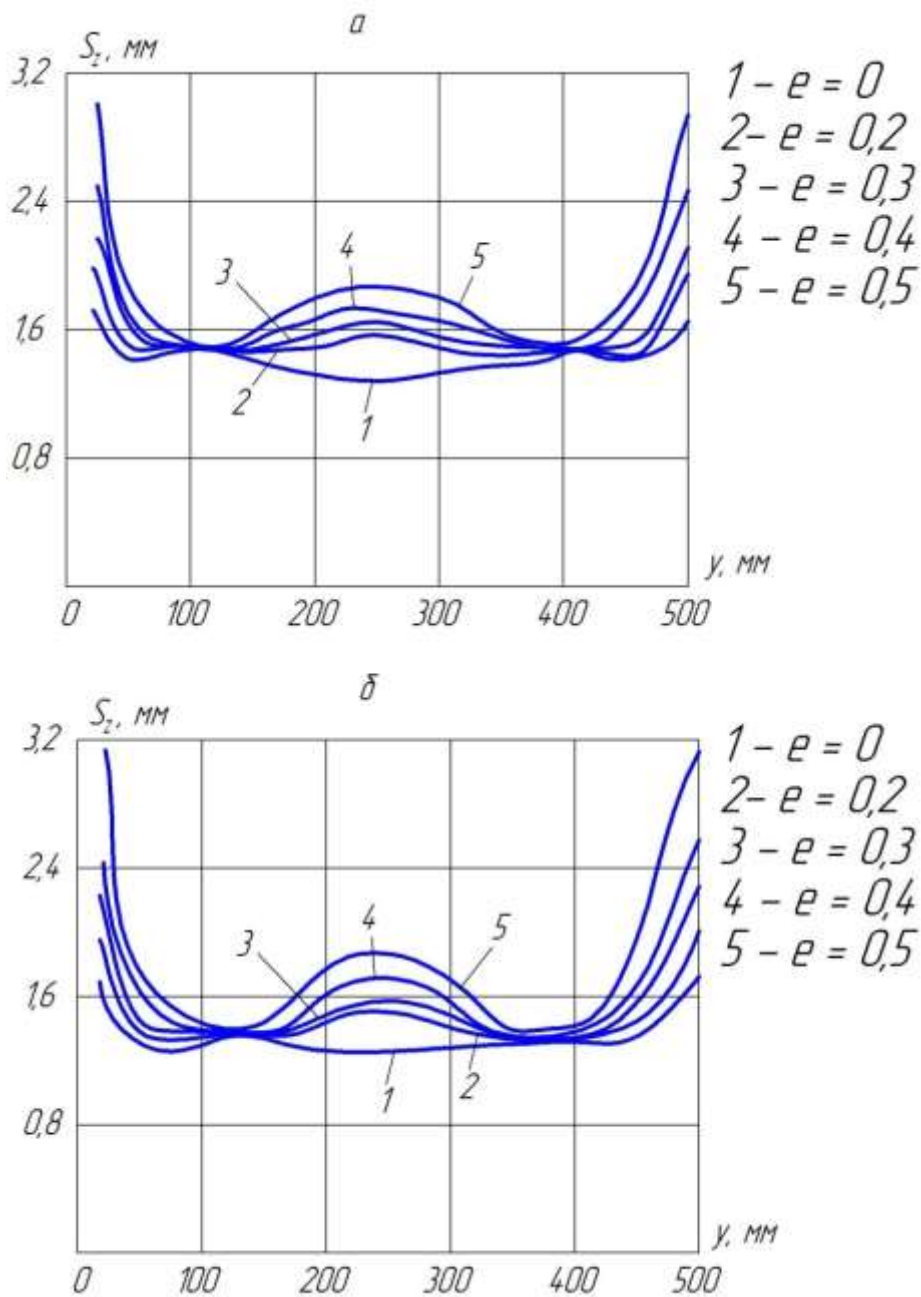 а
Sz, мм
3,2
2,4
1,6
0,8
3
4
5
2
1
y, мм
0 100 200 300 400 500
1 – e = 0
2– e = 0,2
3 – e = 0,3
4 – e = 0,4
5 – e = 0,5
б
Sz, мм
3,2
2,4
1,6
0,8
3
4
5
1
2
y, мм
0 100 200 300 400 500
1 – e = 0
2– e = 0,2
3 – e = 0,3
4 – e = 0,4
5 – e = 0,5